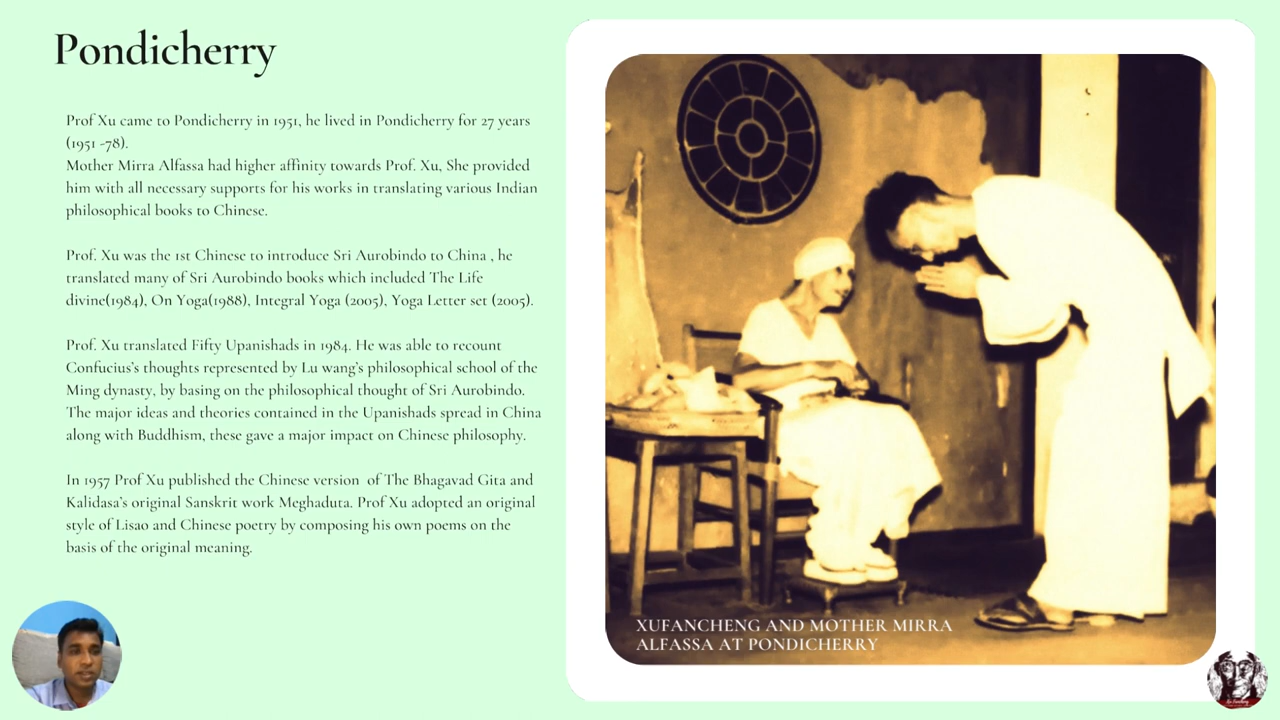 Pondicherry
Prof Xu came to Pondicherry in 1951, he lived in Pondicherry for 27 years
(1951 -78).
Mother Mirra Alfassa had higher affinity towards Prof. Xu, She provided
him with all necessary supports for his works in translating various Indian
philosophical books to Chinese.
Prof. Xu was the 1st Chinese to introduce Sri Aurobindo to China , he
translated many of Sri Aurobindo books which included The Life
divine(1984), On Yoga(1988), Integral Yoga (2005), Yoga Letter set (2005).
Prof. Xu translated Fifty Upanishads in 1984. He was able to recount
Confucius's thoughts represented by Lu wang's philosophical school of the
Ming dynasty, by basing on the philosophical thought of Sri Aurobindo.
The major ideas and theories contained in the Upanishads spread in China
along with Buddhism, these gave a major impact on Chinese philosophy.
In 1957 Prof Xu published the Chinese version  of The Bhagavad Gita and
Kalidasa's original Sanskrit work Meghaduta. Prof Xu adopted an original
style of Lisao and Chinese poetry by composing his own poems on the
basis of the original meaning.
XUFANCHENG AND MOTHER MIRRA
ALFASSA AT PONDICHERRY